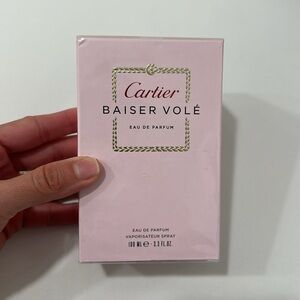 Cartier
BAISER VOLÉ
EAU DE PARFUM
EAU DE PARFUM
VAPORISATEUR SPRAY
100 ML ℮ - 3.3 FL.OZ.